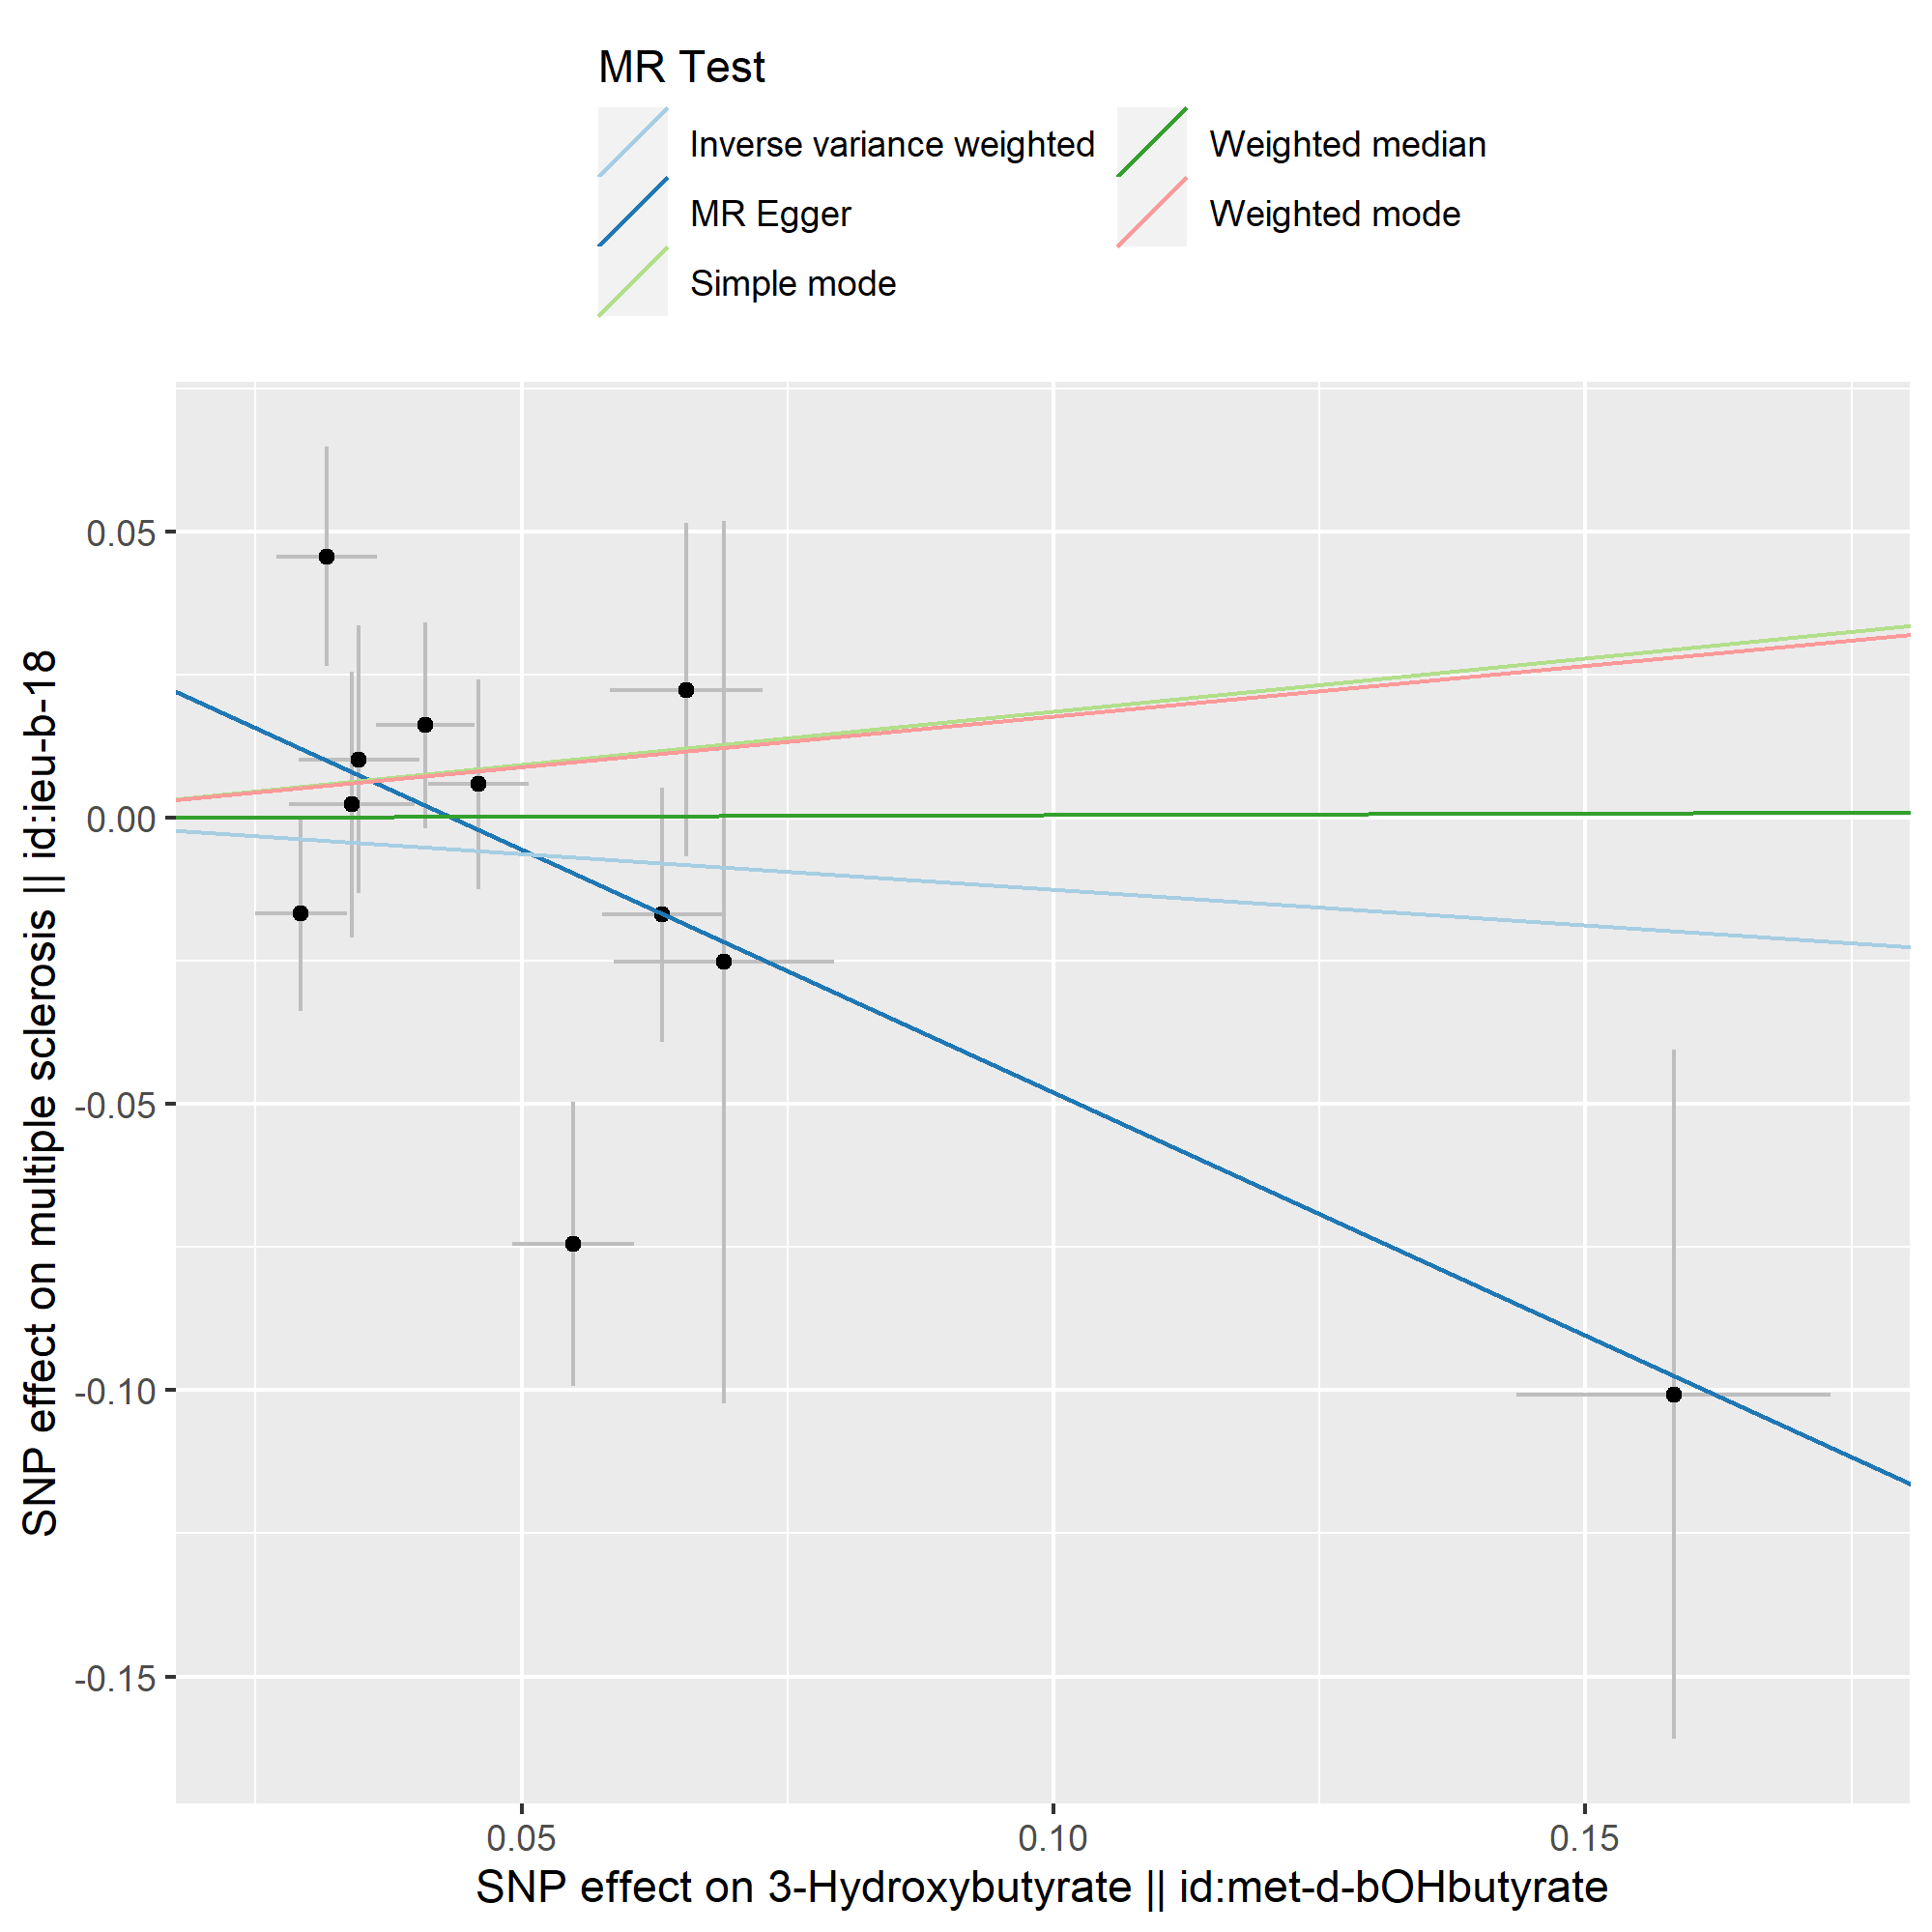 MR Test
Inverse variance weighted
Weighted median
MR Egger
Weighted mode
Simple mode
SNP effect on multiple sclerosis || id:ieu-b-18
0.05
0.00
-0.05
-0.10
-0.15
0.05
0.10
0.15
SNP effect on 3-Hydroxybutyrate || id:met-d-bOHbutyrate